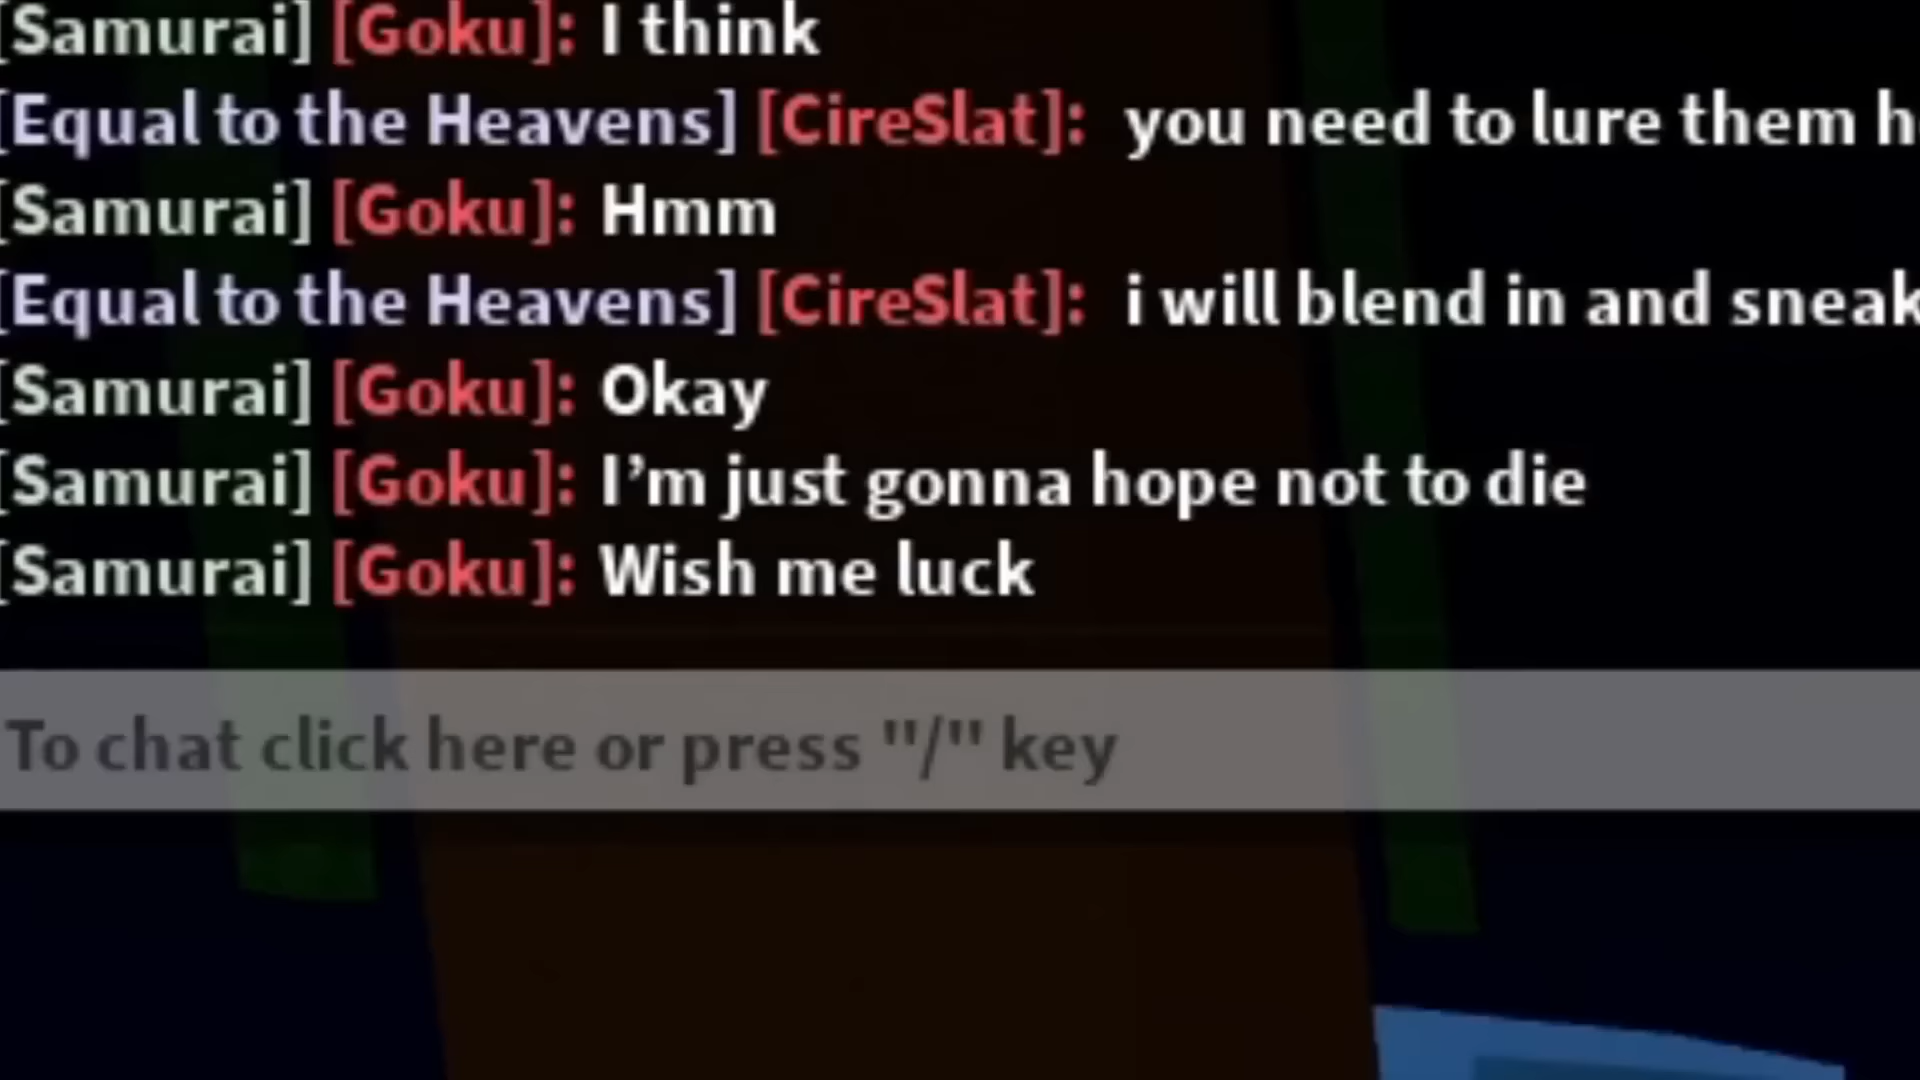 [Samurai] [Goku]: I think
[Equal to the Heavens] [CireSlat]: you need to lure them
[Samurai] [Goku]: Hmm
[Equal to the Heavens] [CireSlat]: i will blend in and sneak
[Samurai] [Goku]: Okay
[Samurai] [Goku]: I’m just gonna hope not to die
[Samurai] [Goku]: Wish me luck
To chat click here or press "/" key